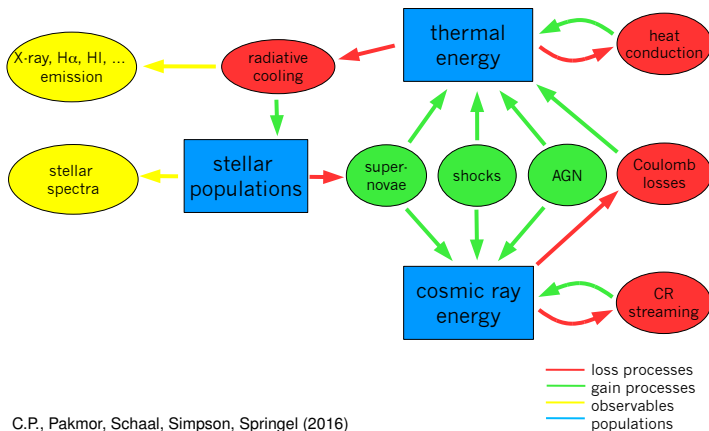 X-ray, Hα, HI, ...
emission
radiative
cooling
thermal
energy
heat
conduction
stellar
spectra
stellar
populations
super-
novae
shocks
AGN
Coulomb
losses
cosmic ray
energy
CR
streaming
loss processes
gain processes
observables
populations
C.P., Pakmor, Schaal, Simpson, Springel (2016)